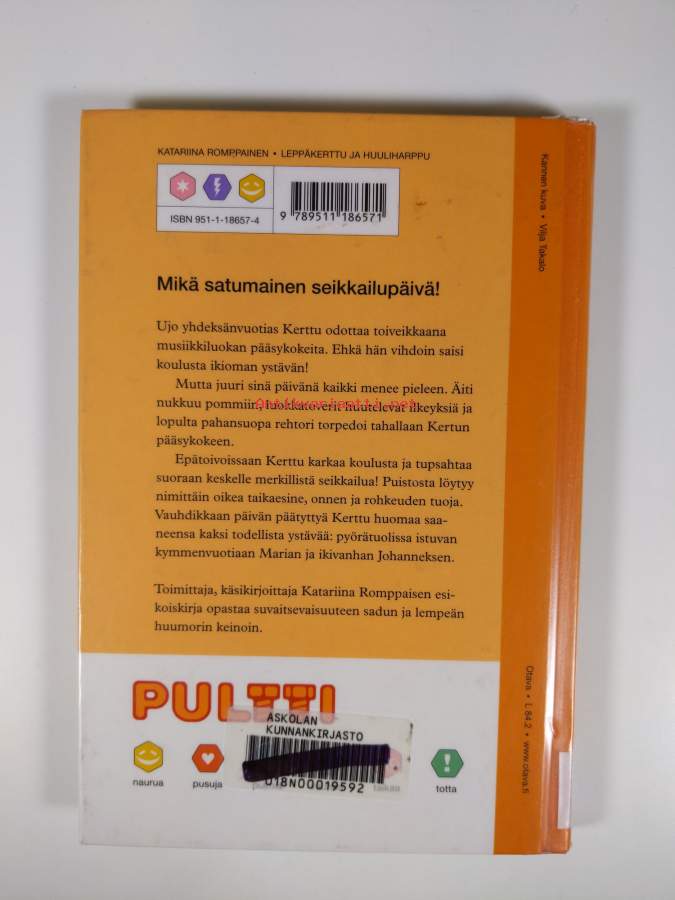 KATARIINA ROMPPAINEN • LEPPÄKERTTU JA HUULIHARPPU
ISBN 951-1-18657-4
9 789511 186571
Kannen kuva • Vilja Takalo
Mikä satumainen seikkailupäivä!
Ujo yhdeksänvuotias Kerttu odottaa toiveikkaana
musiikkiluokan pääsykokeita. Ehkä hän vihdoin saisi
koulusta ikioman ystävän!
Mutta juuri sinä päivänä kaikki menee pieleen. Äiti
nukkuu pommiin, luokkatoverit huutelevat ilkeyksiä ja
Antikvariaatti.net
lopulta pahansuopa rehtori torpedoi tahallaan Kertun
pääsykokeen.
Epätoivoissaan Kerttu karkaa koulusta ja tupsahtaa
suoraan keskelle merkillistä seikkailua! Puistosta löytyy
nimittäin oikea taikaesine, onnen ja rohkeuden tuoja.
Vauhdikkaan päivän päätyttyä Kerttu huomaa saa-
neensa kaksi todellista ystävää: pyörätuolissa istuvan
kymmenvuotiaan Marian ja ikivanhan Johanneksen.
Toimittaja, käsikirjoittaja Katariina Romppaisen esi-
koiskirja opastaa suvaitsevaisuuteen sadun ja lempeän
huumorin keinoin.
Otava • L 84.2 • www.otava.fi
PULTTI
ASKOLAN
KUNNANKIRJASTO
018N00019592
naurua
pusuja
taikaa
totta